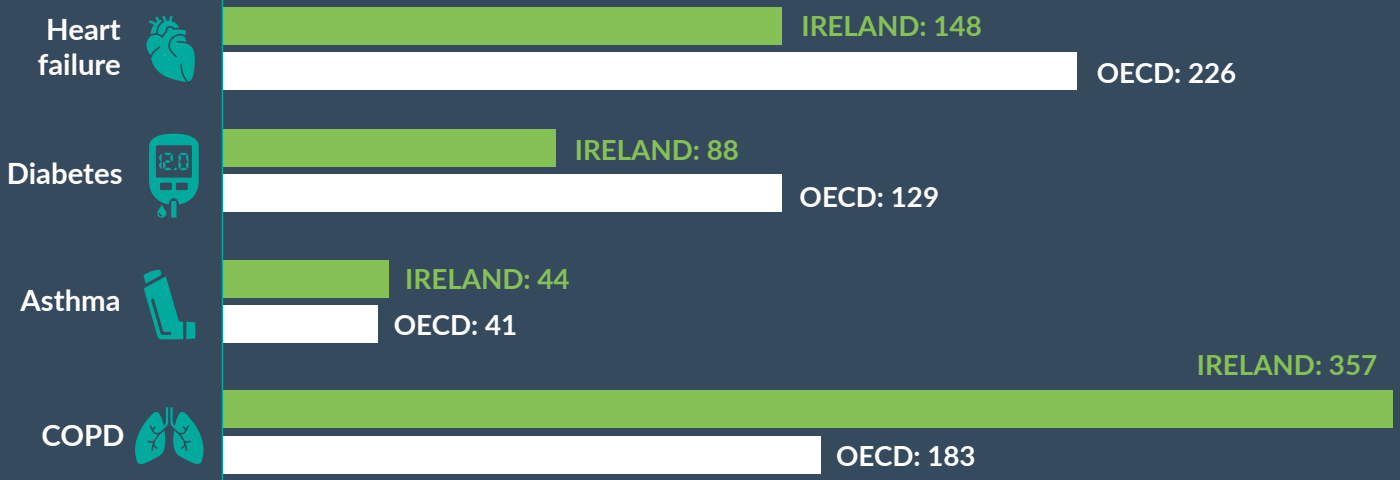 Heart
failure
IRELAND: 148
OECD: 226
Diabetes
12.0
IRELAND: 88
OECD: 129
Asthma
IRELAND: 44
OECD: 41
COPD
IRELAND: 357
OECD: 183